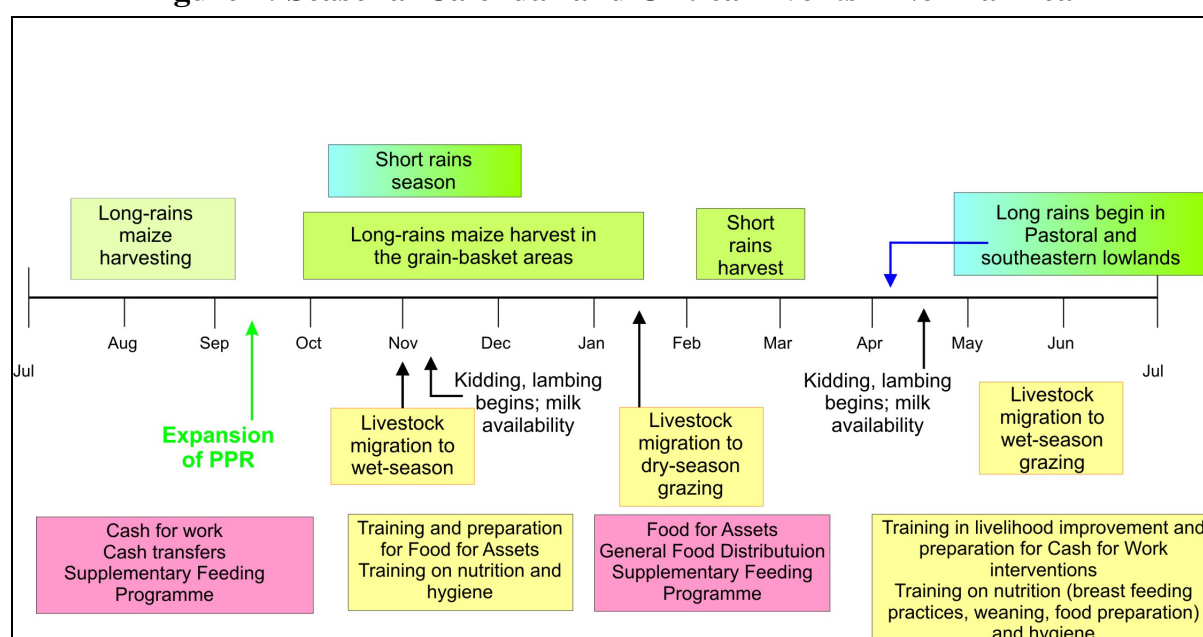 Short rains
season
Long-rains
maize
harvesting
Long-rains maize harvest in
the grain-basket areas
Short
rains
harvest
Long rains begin in
Pastoral and
southeastern lowlands
Jul
Aug
Sep
Oct
Nov
Dec
Jan
Feb
Mar
Apr
May
Jun
Jul
Expansion
of PPR
Livestock
migration to
wet-season
Kidding, lambing
begins; milk
availability
Livestock
migration to
dry-season
grazing
Kidding, lambing
begins; milk
availability
Livestock
migration to
wet-season
grazing
Cash for work
Cash transfers
Supplementary Feeding
Programme
Training and preparation
for Food for Assets
Training on nutrition and
hygiene
Food for Assets
General Food Distributuion
Supplementary Feeding
Programme
Training in livelihood improvement and
preparation for Cash for Work
interventions
Training on nutrition (breast feeding
practices, weaning, food preparation)
and hygiene